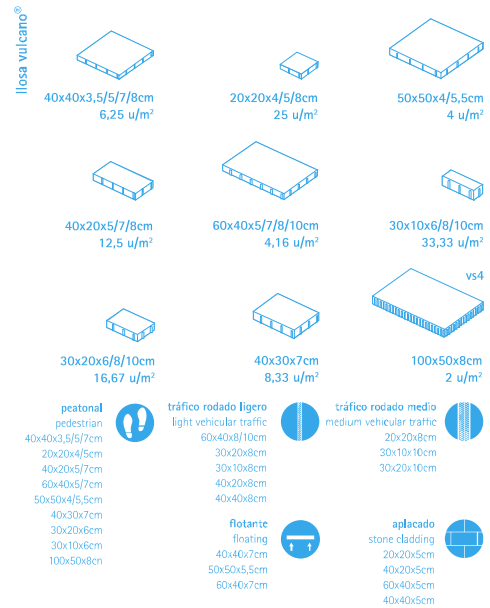 llosa vulcano®
40x40x3,5/5/7/8cm
6,25 u/m²
20x20x4/5/8cm
25 u/m²
50x50x4/5,5cm
4 u/m²
40x20x5/7/8cm
12,5 u/m²
60x40x5/7/8/10cm
4,16 u/m²
30x10x6/8/10cm
33,33 u/m²
30x20x6/8/10cm
16,67 u/m²
40x30x7cm
8,33 u/m²
vs4
100x50x8cm
2 u/m²
peatonal
pedestrian
40x40x3,5/5/7cm
20x20x4/5cm
40x20x5/7cm
60x40x5/7cm
50x50x4/5,5cm
40x30x7cm
30x20x6cm
30x10x6cm
100x50x8cm
tráfico rodado ligero
light vehicular traffic
60x40x8/10cm
30x20x8cm
30x10x8cm
40x20x8cm
40x40x8cm
tráfico rodado medio
medium vehicular traffic
20x20x8cm
30x10x10cm
30x20x10cm
flotante
floating
40x40x7cm
50x50x5,5cm
60x40x7cm
aplacado
stone cladding
20x20x5cm
40x20x5cm
60x40x5cm
40x40x5cm